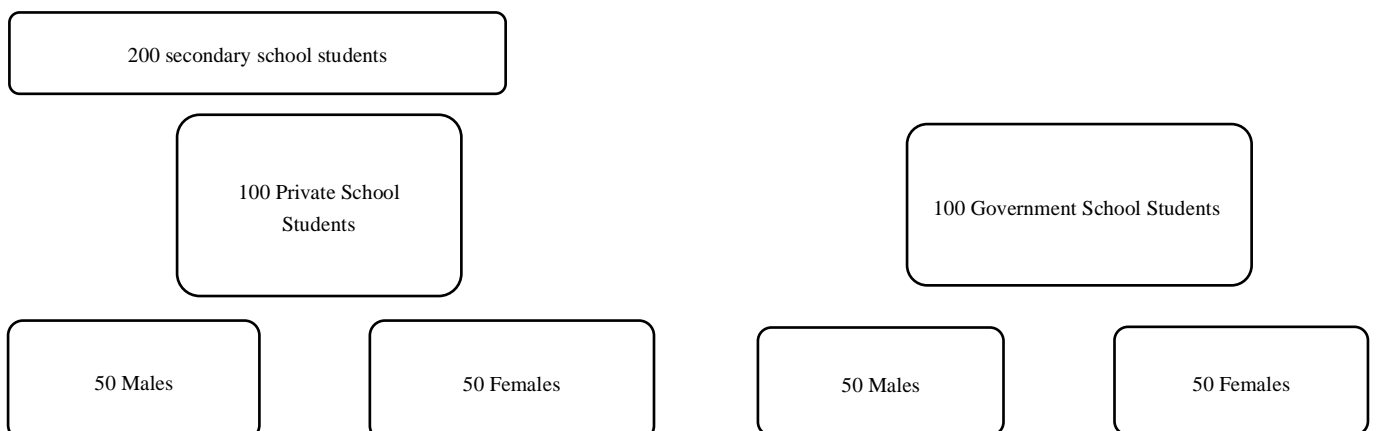 200 secondary school students
100 Private School
Students
100 Government School Students
50 Males
50 Females
50 Males
50 Females